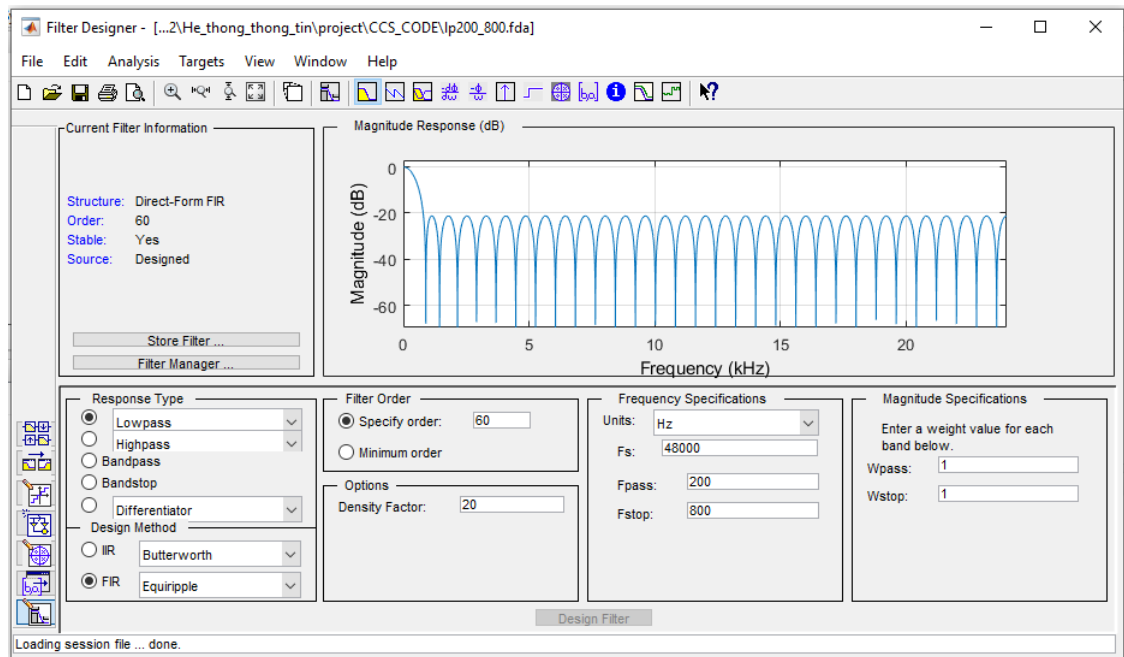 Filter Designer - [...2\He_thong_thong_tin\project\CCS_CODE\lp200_800.fda]
File Edit Analysis Targets View Window Help
Current Filter Information
Structure: Direct-Form FIR
Order: 60
Stable: Yes
Source: Designed
Store Filter ...
Filter Manager ...
Magnitude Response (dB)
Magnitude (dB)
0
-20
-40
-60
0 5 10 15 20
Frequency (kHz)
Response Type
Lowpass
Highpass
Bandpass
Bandstop
Differentiator
Design Method
IIR Butterworth
FIR Equiripple
Filter Order
Specify order: 60
Minimum order
Options
Density Factor: 20
Frequency Specifications
Units: Hz
Fs: 48000
Fpass: 200
Fstop: 800
Magnitude Specifications
Enter a weight value for each
band below.
Wpass: 1
Wstop: 1
Design Filter
Loading session file ... done.